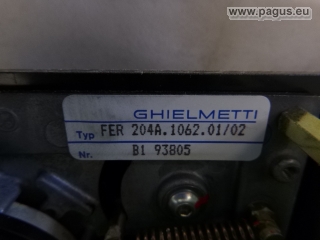 www.pagus.eu
GHIELMETTI
Typ FER 204A.1062.01/02
Nr. B1 93805